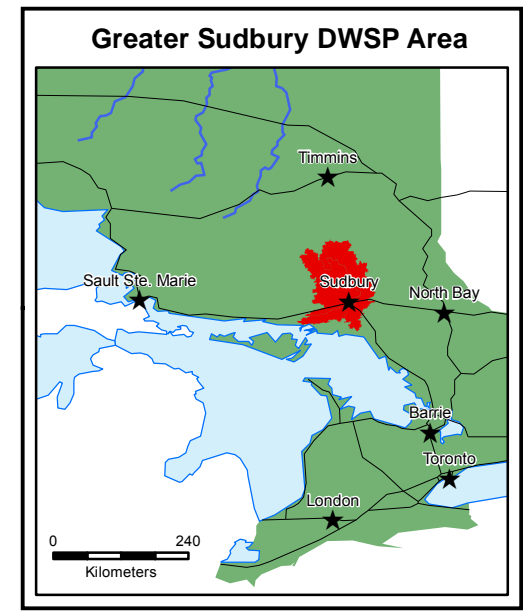 Greater Sudbury DWSP Area
Timmins
Sudbury
Sault Ste. Marie
North Bay
Barrie
Toronto
London
0 240
Kilometers